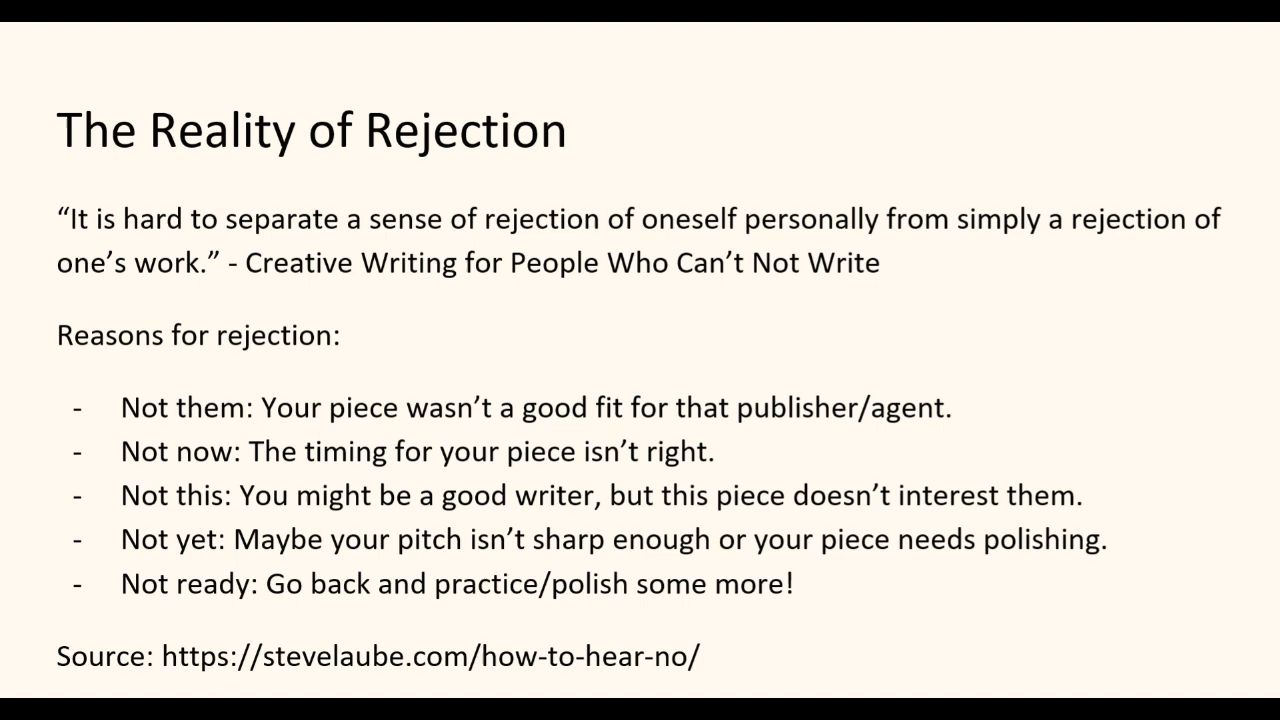 The Reality of Rejection
“It is hard to separate a sense of rejection of oneself personally from simply a rejection of
one’s work.” - Creative Writing for People Who Can’t Not Write
Reasons for rejection:
- Not them: Your piece wasn’t a good fit for that publisher/agent.
- Not now: The timing for your piece isn’t right.
- Not this: You might be a good writer, but this piece doesn’t interest them.
- Not yet: Maybe your pitch isn’t sharp enough or your piece needs polishing.
- Not ready: Go back and practice/polish some more!
Source: https://stevelaube.com/how-to-hear-no/